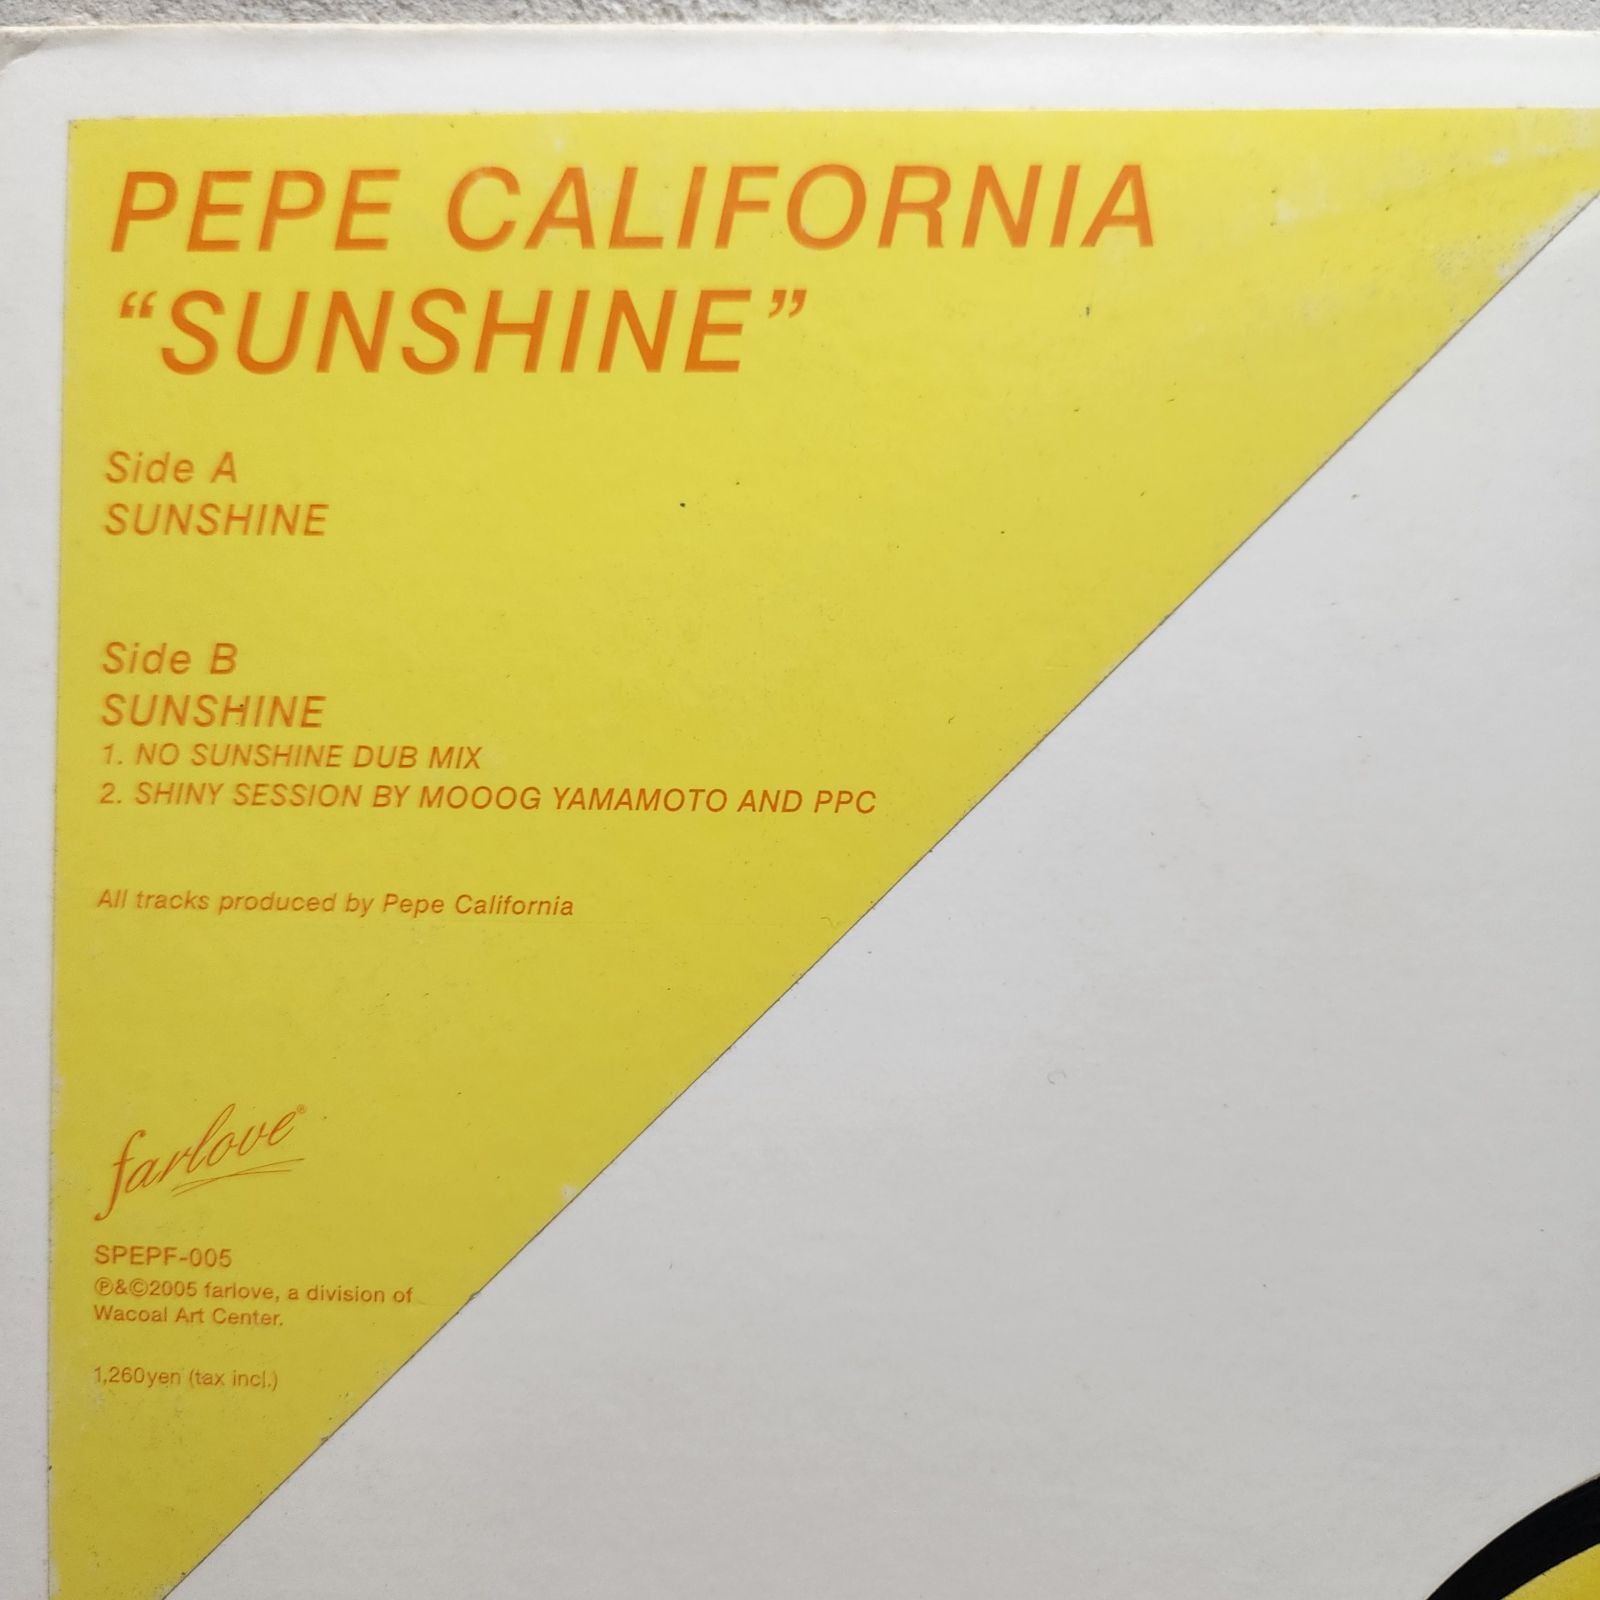 PEPE CALIFORNIA
“SUNSHINE”
Side A
SUNSHINE
Side B
SUNSHINE
1. NO SUNSHINE DUB MIX
2. SHINY SESSION BY MOOOG YAMAMOTO AND PPC
All tracks produced by Pepe California
farlove®
SPEPF-005
℗&©2005 farlove, a division of
Wacoal Art Center.
1,260yen (tax incl.)